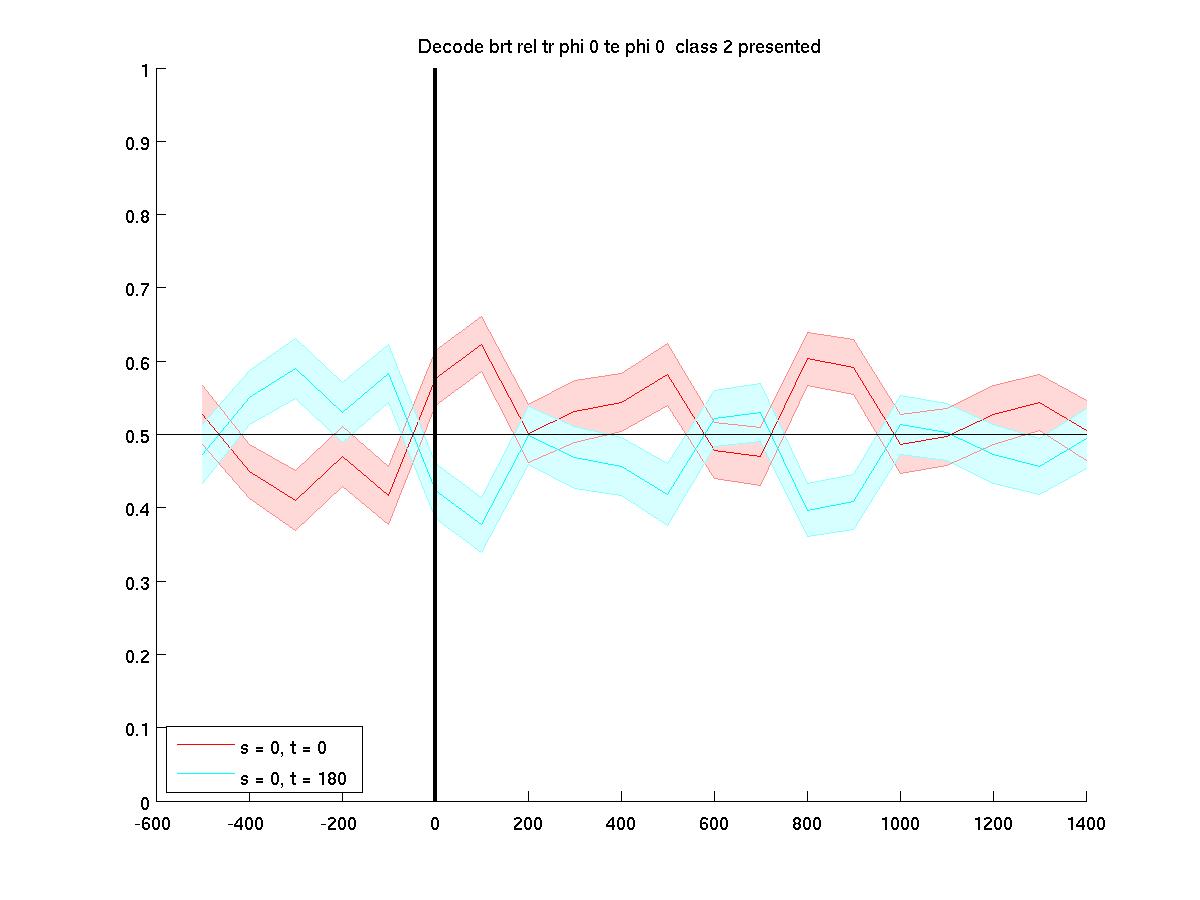 Decode brt rel tr phi 0 te phi 0 class 2 presented
1
0.9
0.8
0.7
0.6
0.5
0.4
0.3
0.2
0.1
0
s = 0, t = 0
s = 0, t = 180
-600 -400 -200 0 200 400 600 800 1000 1200 1400